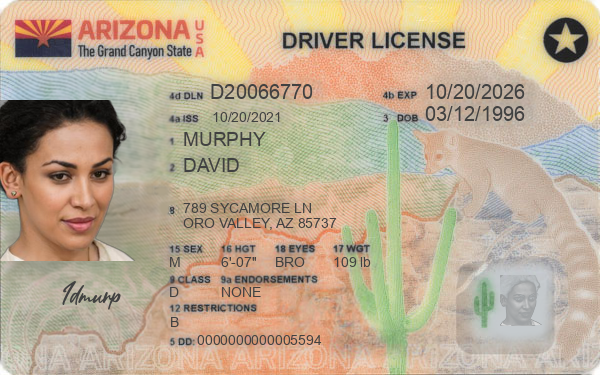 ARIZONA USA
The Grand Canyon State
DRIVER LICENSE
4d DLN D20066770
4b EXP 10/20/2026
4a ISS 10/20/2021
3 DOB 03/12/1996
1 MURPHY
2 DAVID
8 789 SYCAMORE LN
ORO VALLEY, AZ 85737
15 SEX 16 HGT 18 EYES 17 WGT
M 6'-07" BRO 109 lb
9 CLASS 9a ENDORSEMENTS
D NONE
12 RESTRICTIONS
B
5 DD: 0000000000005594
ARIZONA ARIZONA ARIZONA ARIZONA